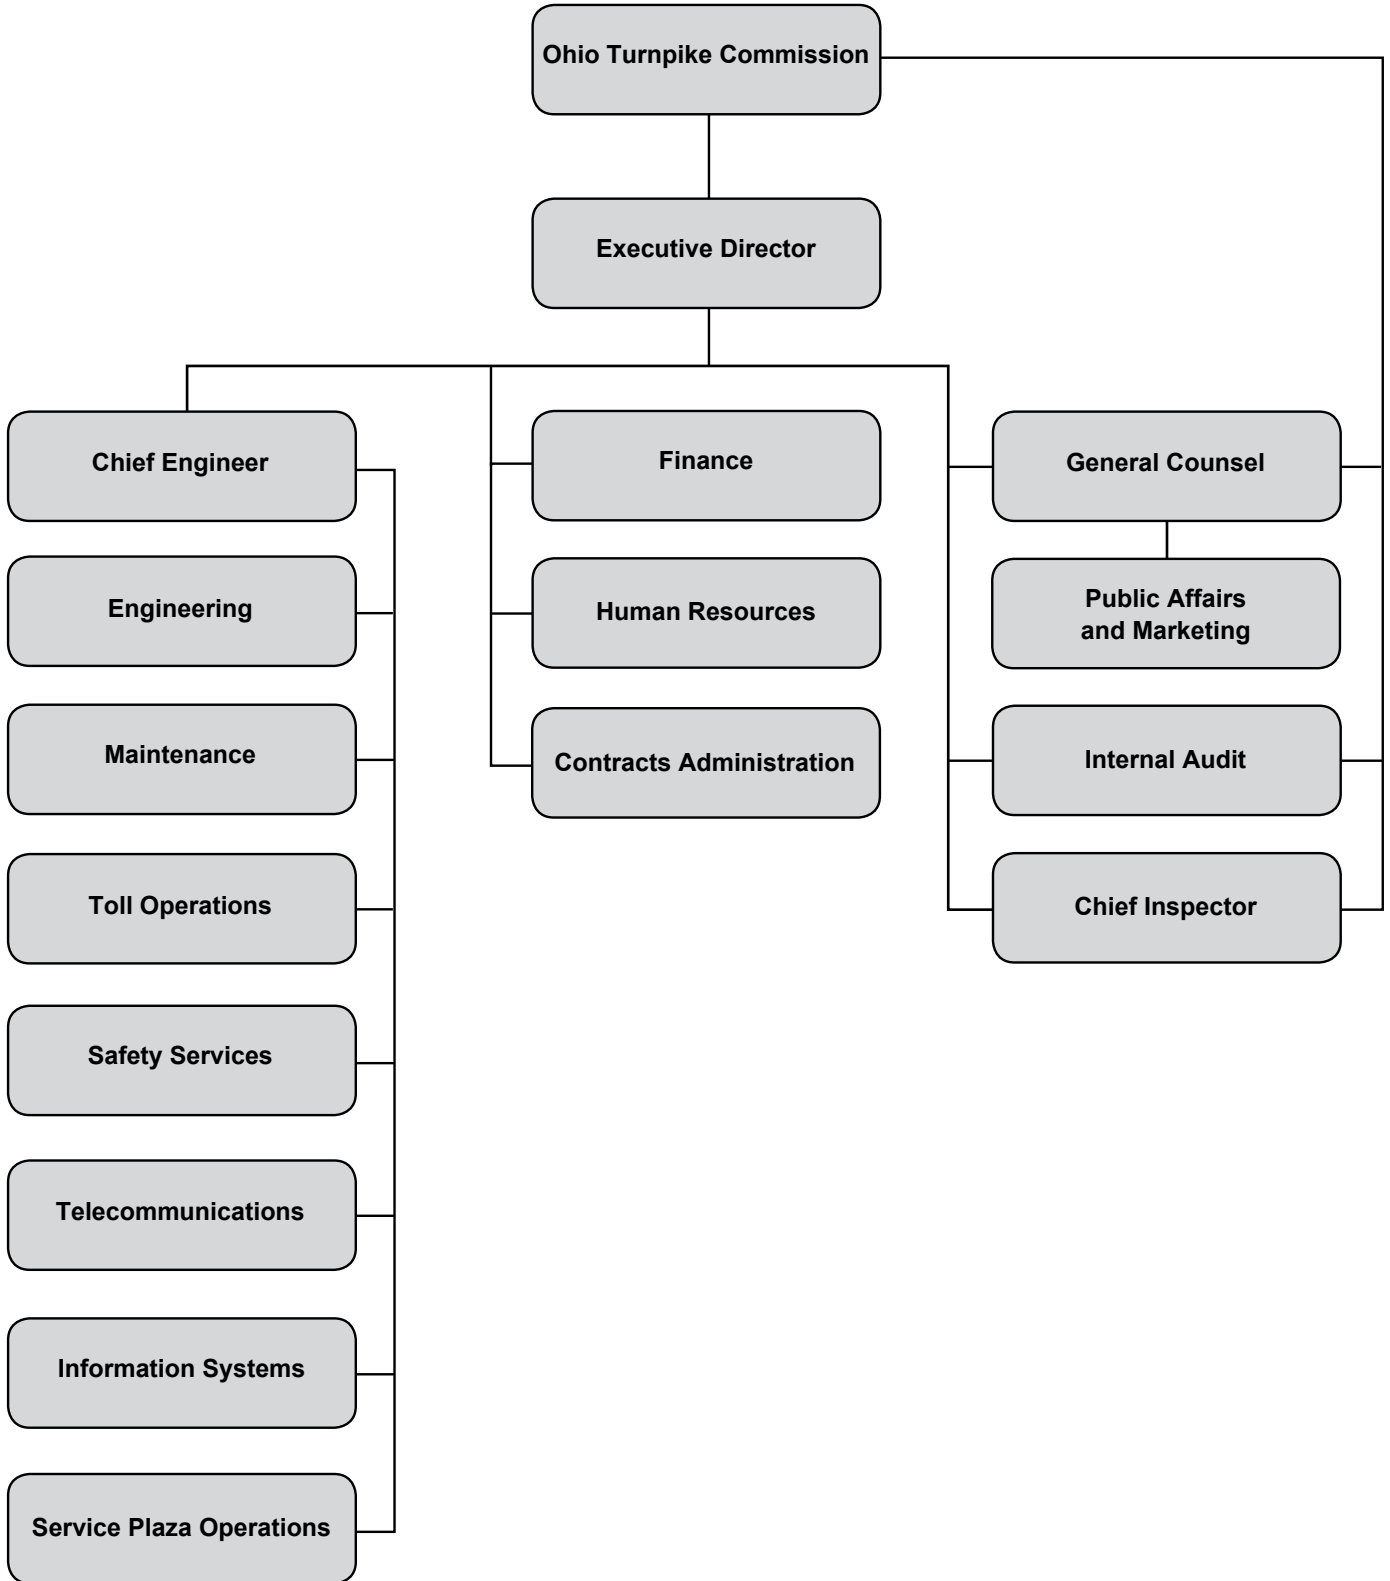 Ohio Turnpike Commission
Executive Director
Chief Engineer
Engineering
Maintenance
Toll Operations
Safety Services
Telecommunications
Information Systems
Service Plaza Operations
Finance
Human Resources
Contracts Administration
General Counsel
Public Affairs
and Marketing
Internal Audit
Chief Inspector